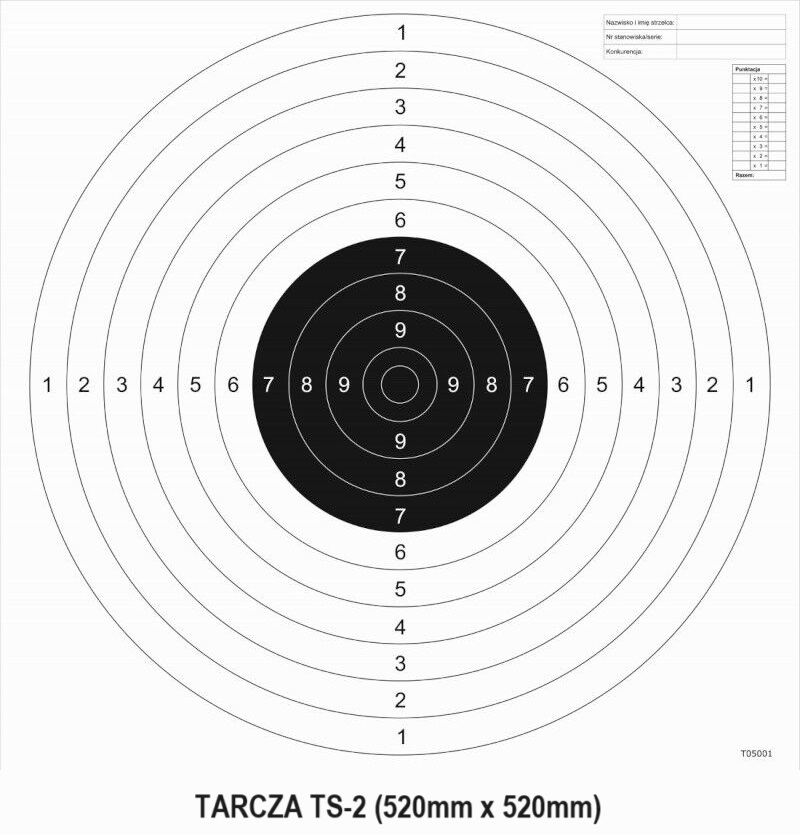 Nazwisko i imię strzelca:
Nr stanowiska/serie:
Konkurencja:
Punktacja
x 10 =
x 9 =
x 8 =
x 7 =
x 6 =
x 5 =
x 4 =
x 3 =
x 2 =
x 1 =
Razem:
1
2
3
4
5
6
7
8
9
1 2 3 4 5 6 7 8 9 9 8 7 6 5 4 3 2 1
9
8
7
6
5
4
3
2
1
T05001
TARCZA TS-2 (520mm x 520mm)